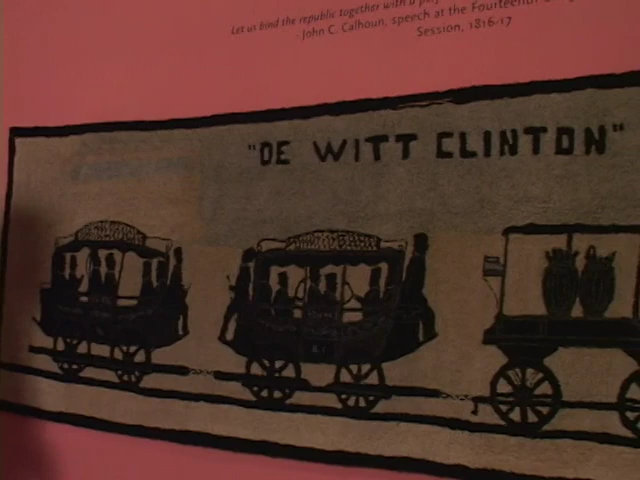 Let us bind the republic together with a
- John C. Calhoun, speech at the Fourteenth
Session, 1816-17
"DE WITT CLINTON"